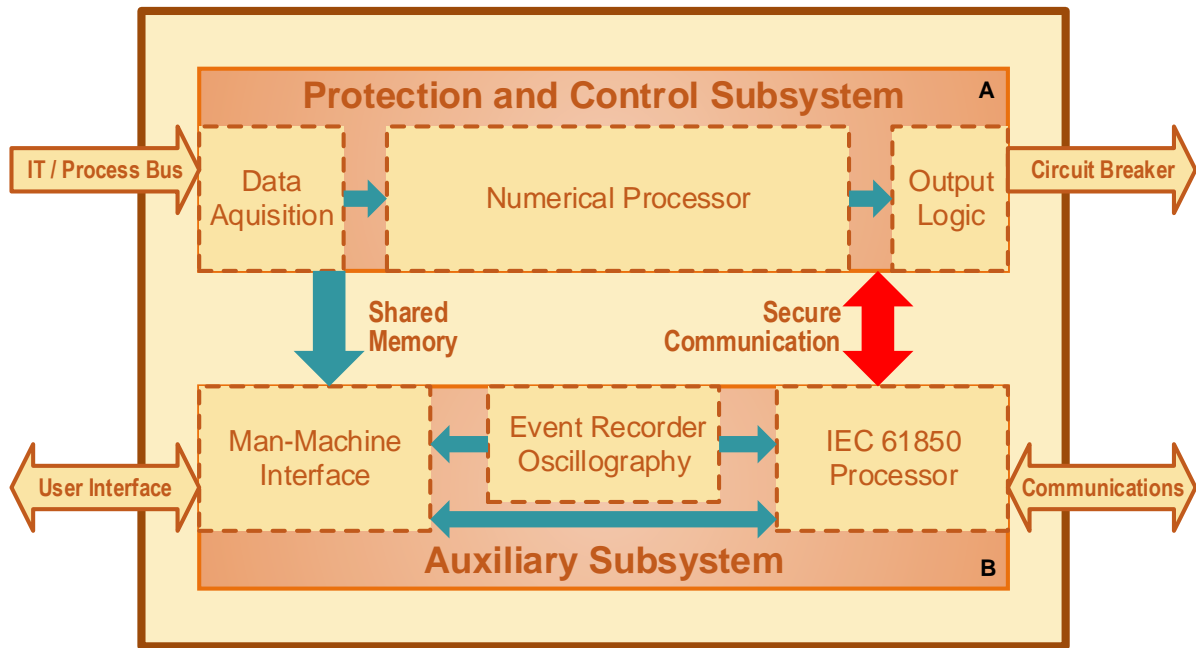 Protection and Control Subsystem
A
IT / Process Bus
Data
Aquisition
Numerical Processor
Output
Logic
Circuit Breaker
Shared
Memory
Secure
Communication
Man-Machine
Interface
Event Recorder
Oscillography
IEC 61850
Processor
User Interface
Communications
Auxiliary Subsystem
B